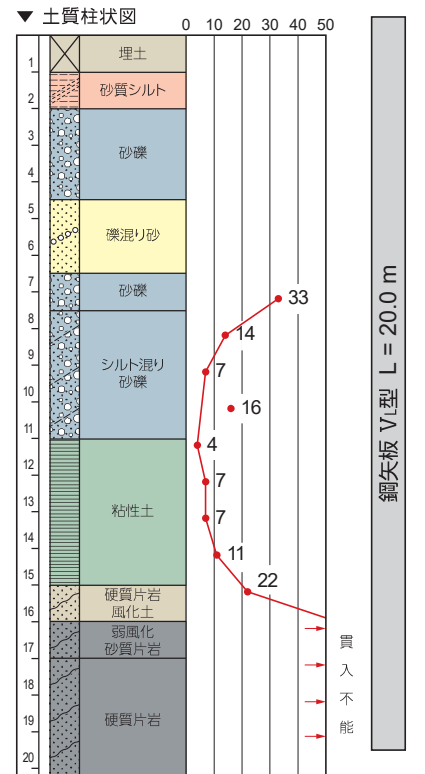 ▼ 土質柱状図
0 10 20 30 40 50
1
2
3
4
5
6
7
8
9
10
11
12
13
14
15
16
17
18
19
20
埋土
砂質シルト
砂礫
礫混り砂
砂礫
シルト混り
砂礫
粘性土
硬質片岩
風化土
弱風化
砂質片岩
硬質片岩
33
14
7
16
4
7
7
11
22
貫
入
不
能
鋼矢板 VL型 L = 20.0 m